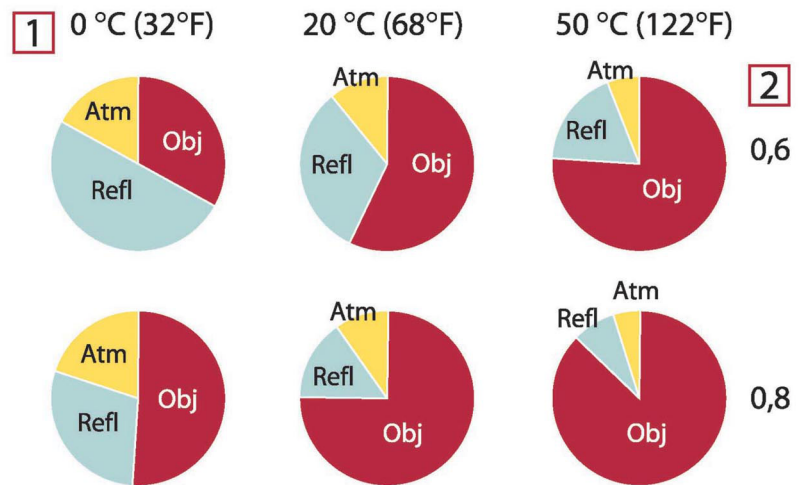 1 0 °C (32°F) 20 °C (68°F) 50 °C (122°F)
2
Atm Obj Refl
Atm Refl Obj
Atm Refl Obj
0,6
Atm Obj Refl
Atm Refl Obj
Atm Refl Obj
0,8